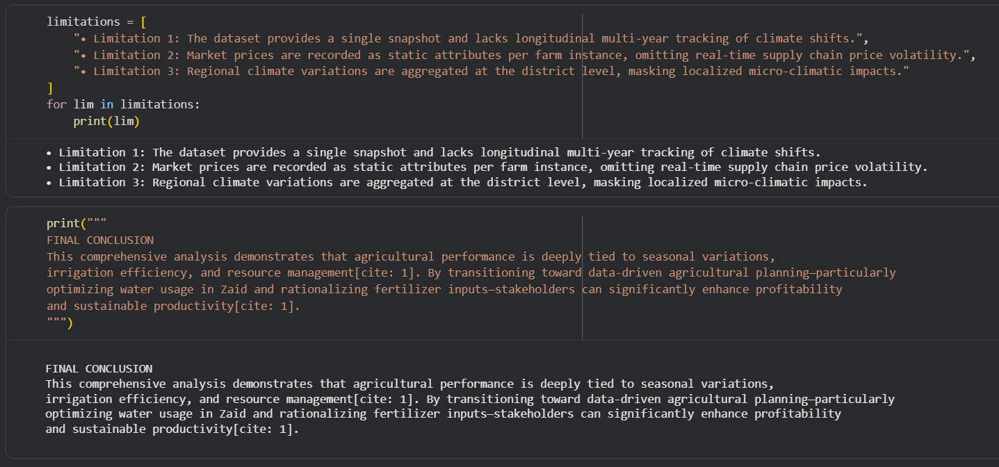 limitations = [
    "• Limitation 1: The dataset provides a single snapshot and lacks longitudinal multi-year tracking of climate shifts.",
    "• Limitation 2: Market prices are recorded as static attributes per farm instance, omitting real-time supply chain price volatility.",
    "• Limitation 3: Regional climate variations are aggregated at the district level, masking localized micro-climatic impacts."
]
for lim in limitations:
    print(lim)
• Limitation 1: The dataset provides a single snapshot and lacks longitudinal multi-year tracking of climate shifts.
• Limitation 2: Market prices are recorded as static attributes per farm instance, omitting real-time supply chain price volatility.
• Limitation 3: Regional climate variations are aggregated at the district level, masking localized micro-climatic impacts.
print("""
FINAL CONCLUSION
This comprehensive analysis demonstrates that agricultural performance is deeply tied to seasonal variations,
irrigation efficiency, and resource management[cite: 1]. By transitioning toward data-driven agricultural planning—particularly
optimizing water usage in Zaid and rationalizing fertilizer inputs—stakeholders can significantly enhance profitability
and sustainable productivity[cite: 1].
""")
FINAL CONCLUSION
This comprehensive analysis demonstrates that agricultural performance is deeply tied to seasonal variations,
irrigation efficiency, and resource management[cite: 1]. By transitioning toward data-driven agricultural planning—particularly
optimizing water usage in Zaid and rationalizing fertilizer inputs—stakeholders can significantly enhance profitability
and sustainable productivity[cite: 1].